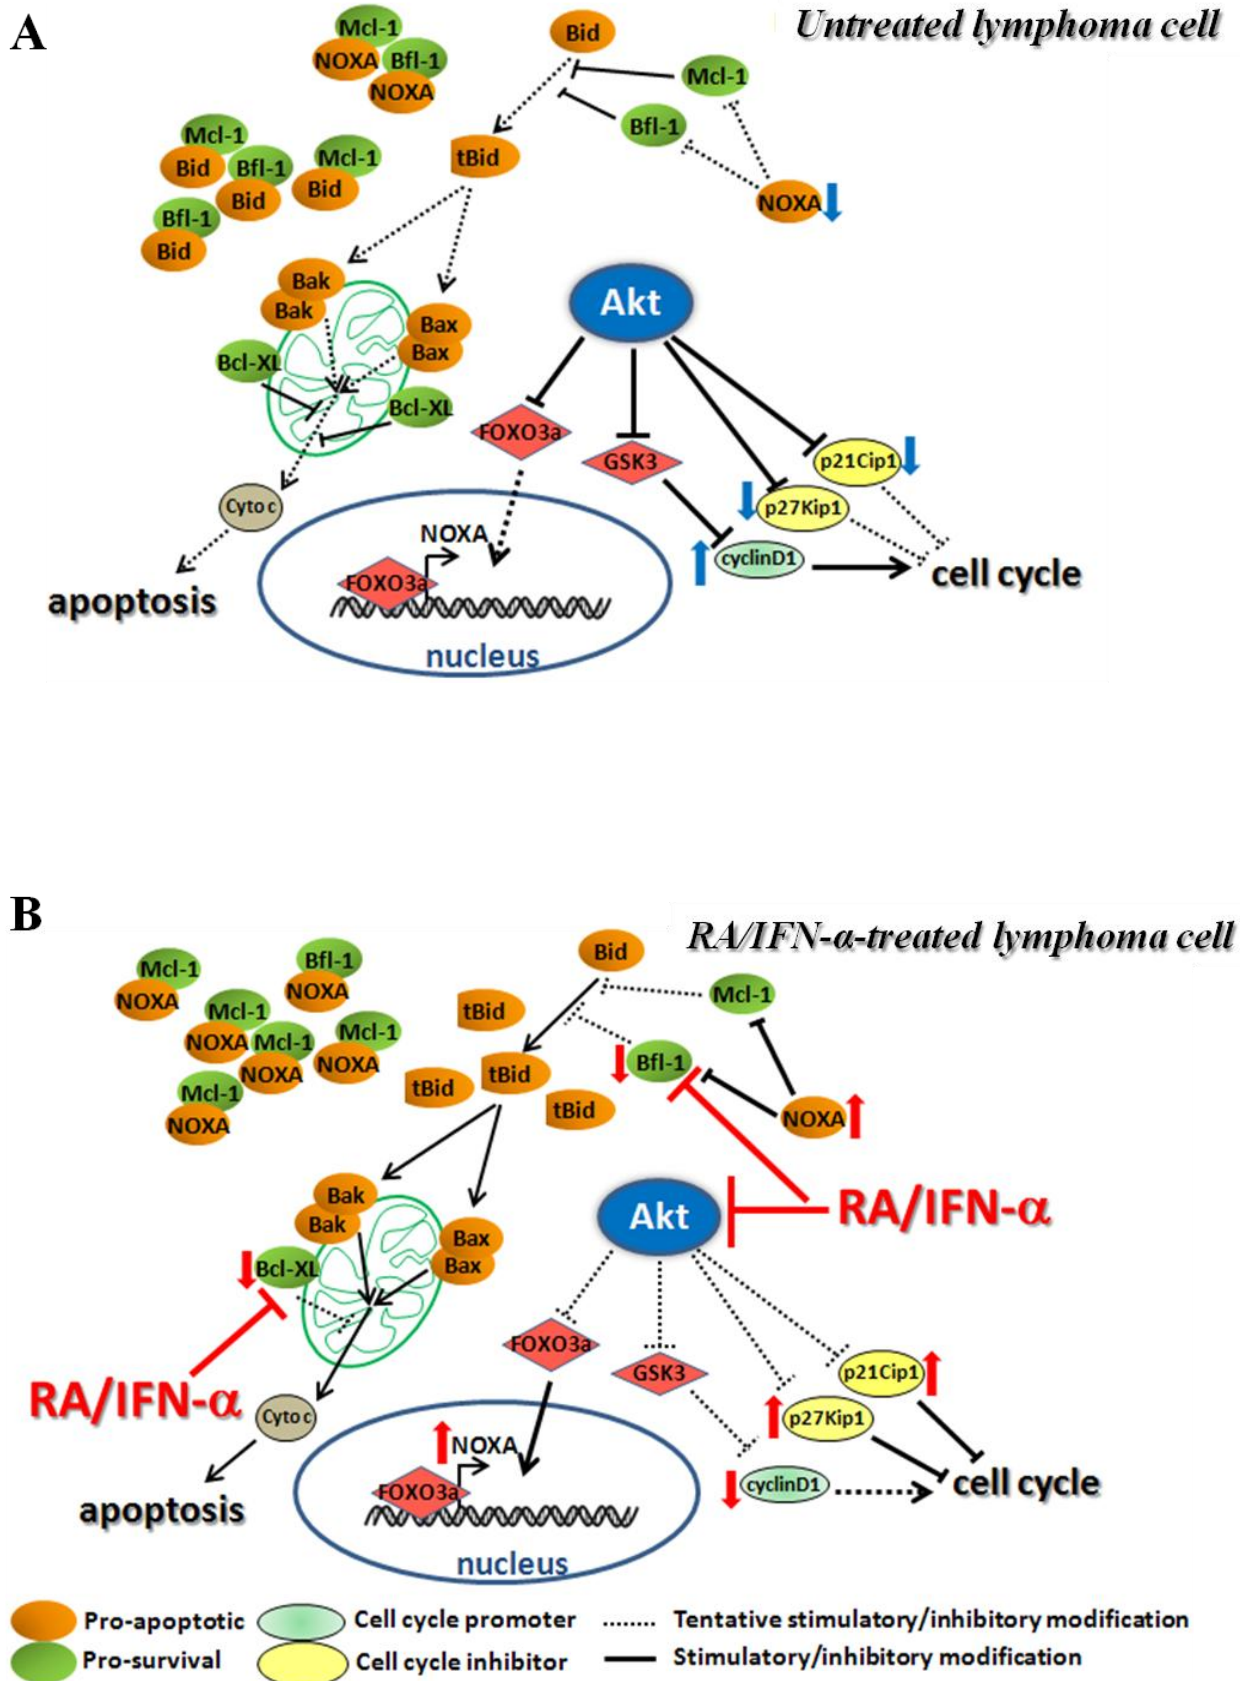 A
Untreated lymphoma cell
Mcl-1
NOXA
Bfl-1
NOXA
Bid
Mcl-1
Bfl-1
tBid
NOXA
Mcl-1
Bid
Bfl-1
Bid
Mcl-1
Bid
Bfl-1
Bid
Bak
Bak
Bax
Bax
Bcl-XL
Bcl-XL
Akt
FOXO3a
GSK3
p21Cip1
p27Kip1
cyclinD1
cell cycle
Cyto c
apoptosis
NOXA
FOXO3a
nucleus
B
RA/IFN-α-treated lymphoma cell
Mcl-1
NOXA
Bfl-1
NOXA
Mcl-1
NOXA
Mcl-1
NOXA
Mcl-1
NOXA
Mcl-1
NOXA
Bid
tBid
tBid
tBid
tBid
Mcl-1
Bfl-1
NOXA
RA/IFN-α
Akt
Bak
Bak
Bax
Bax
Bcl-XL
RA/IFN-α
Cyto c
apoptosis
FOXO3a
GSK3
p21Cip1
p27Kip1
cyclinD1
cell cycle
NOXA
FOXO3a
nucleus
Pro-apoptotic
Cell cycle promoter
Tentative stimulatory/inhibitory modification
Pro-survival
Cell cycle inhibitor
Stimulatory/inhibitory modification